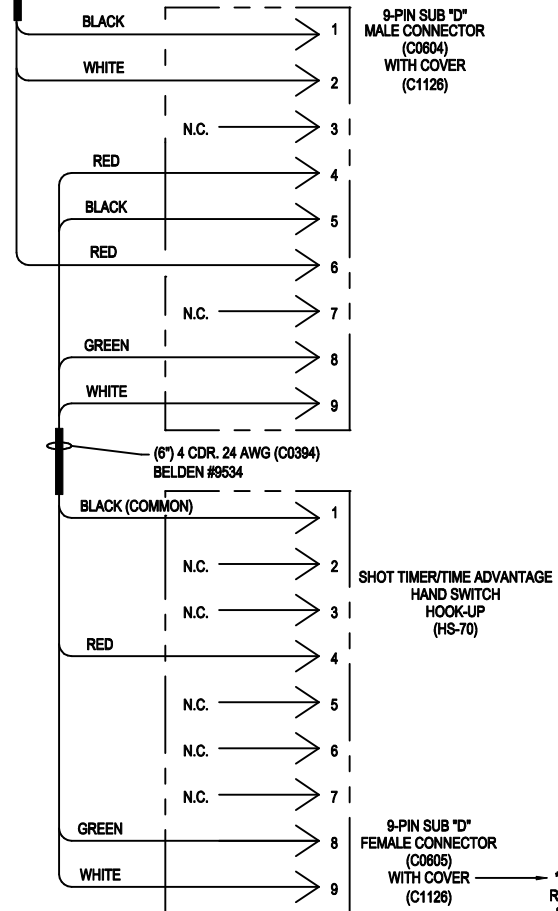 BLACK
1
9-PIN SUB "D"
MALE CONNECTOR
(C0604)
WITH COVER
(C1126)
WHITE
2
N.C.
3
RED
4
BLACK
5
RED
6
N.C.
7
GREEN
8
WHITE
9
(6") 4 CDR. 24 AWG (C0394)
BELDEN #9534
BLACK (COMMON)
1
N.C.
2
SHOT TIMER/TIME ADVANTAGE
HAND SWITCH
HOOK-UP
(HS-70)
N.C.
3
RED
4
N.C.
5
N.C.
6
N.C.
7
GREEN
8
9-PIN SUB "D"
FEMALE CONNECTOR
(C0605)
WITH COVER
(C1126)
WHITE
9
R